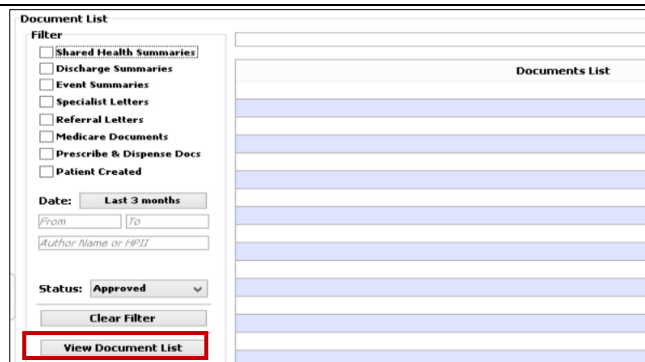 Document List
Filter
Shared Health Summaries
Discharge Summaries
Event Summaries
Specialist Letters
Referral Letters
Medicare Documents
Prescribe & Dispense Docs
Patient Created
Date: Last 3 months
From To
Author Name or HPII
Status: Approved
Clear Filter
View Document List
Documents List